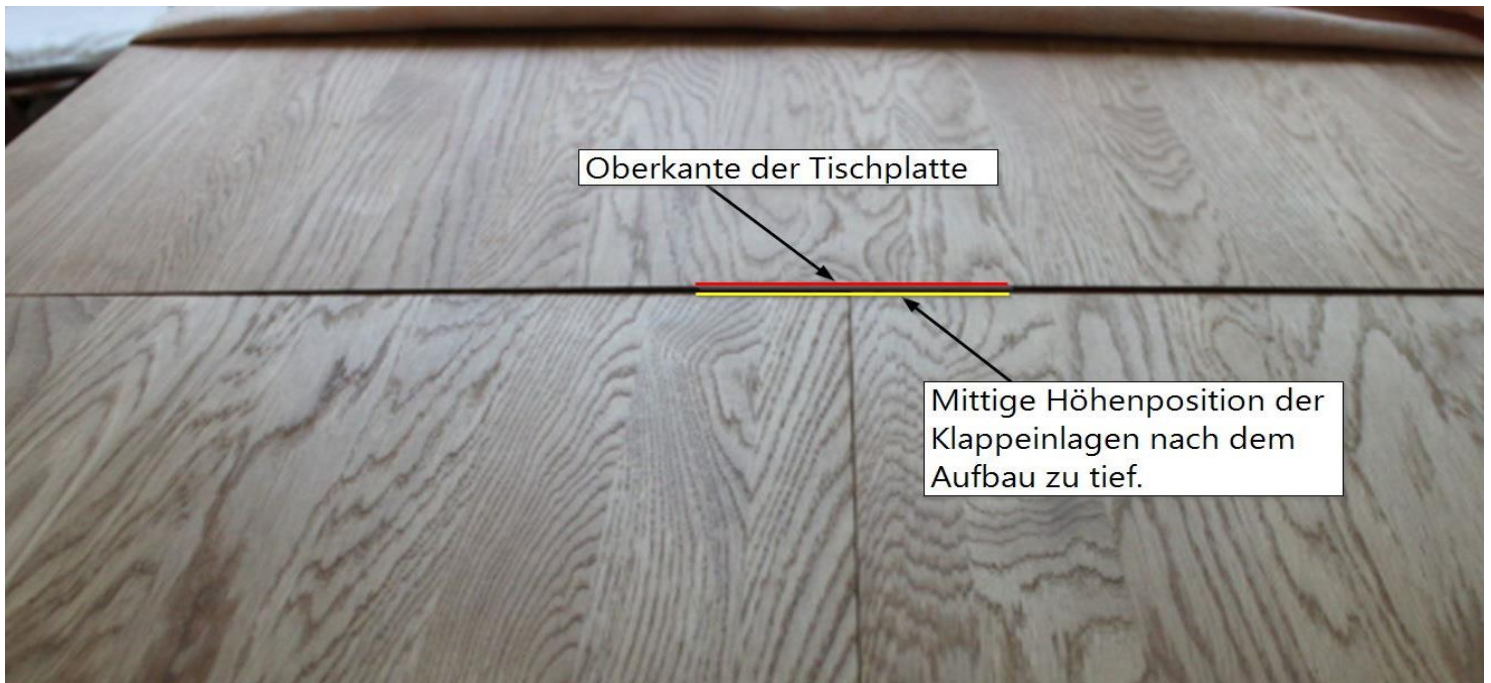 Oberkante der Tischplatte
Mittige Höhenposition der
Klappeinlagen nach dem
Aufbau zu tief.